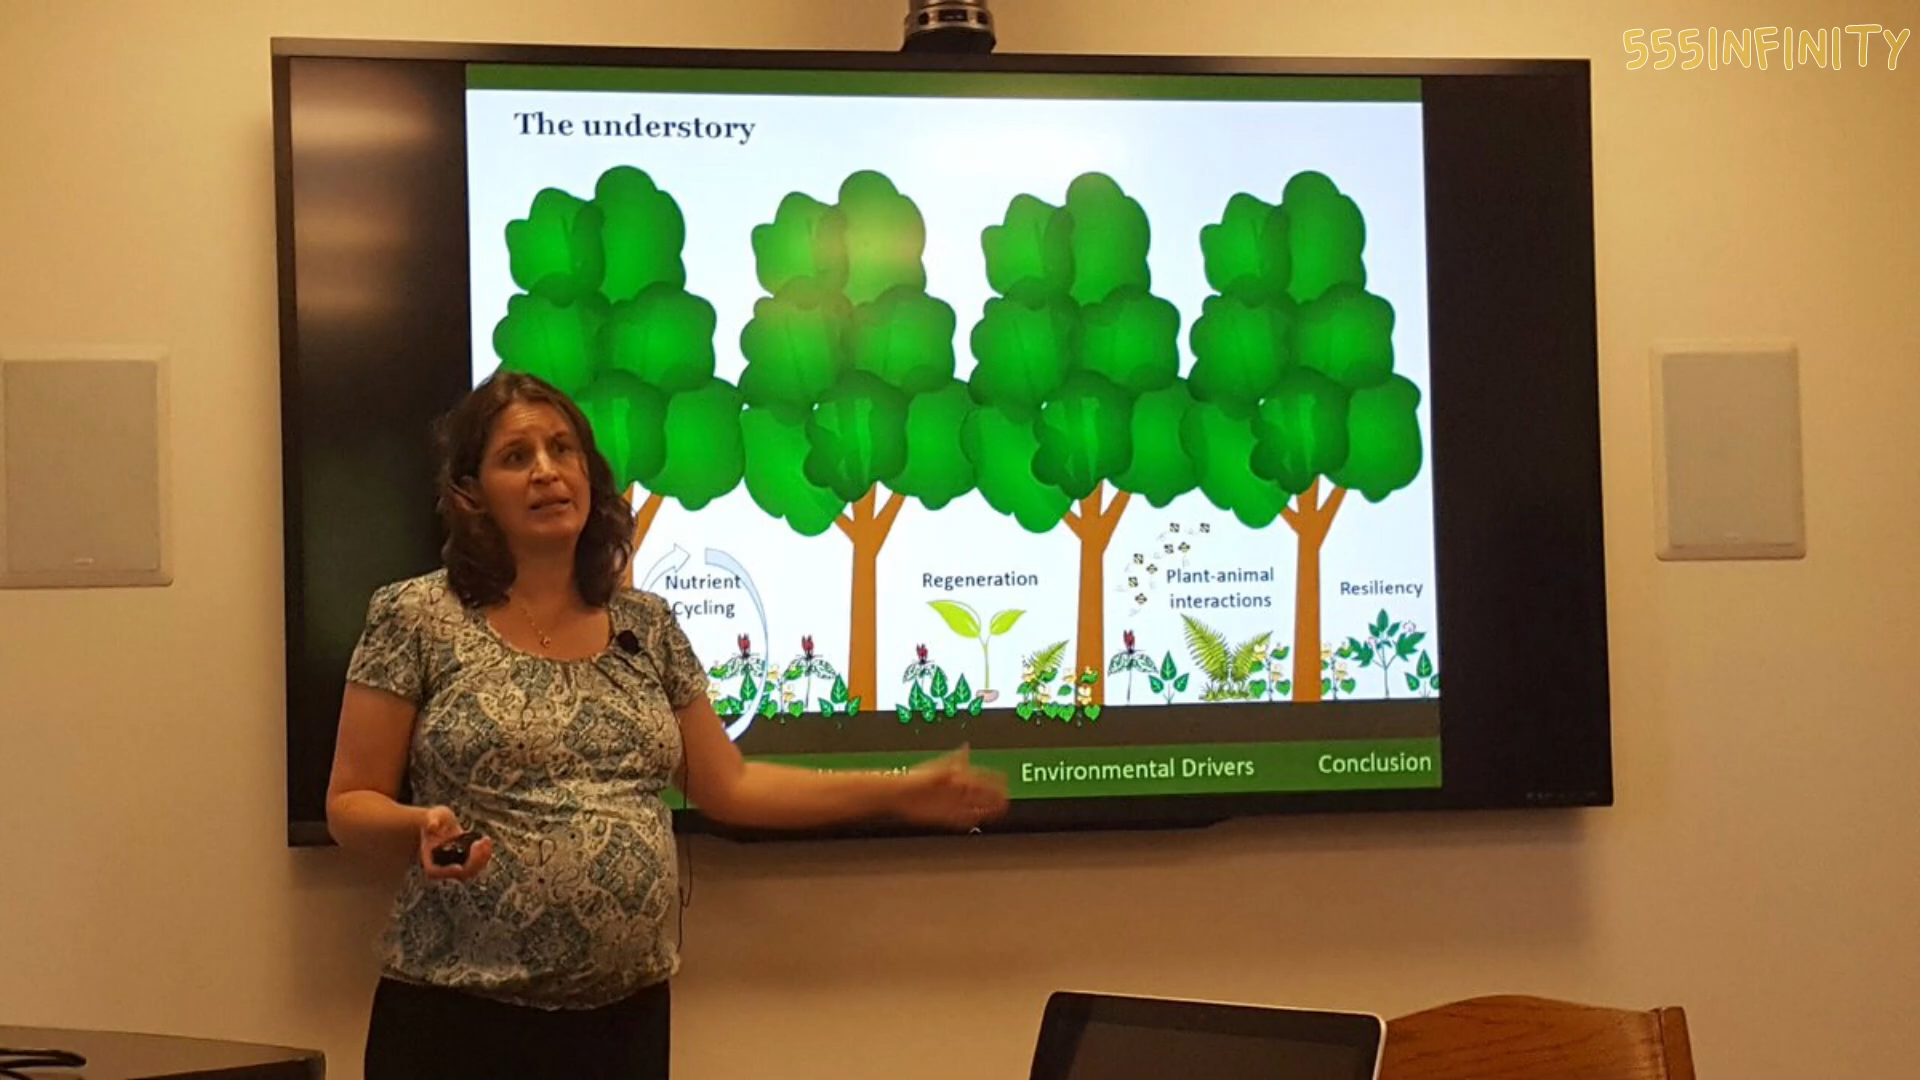 555INFINITY
The understory
Nutrient
Cycling
Regeneration
Plant-animal
interactions
Resiliency
Environmental Drivers
Conclusion